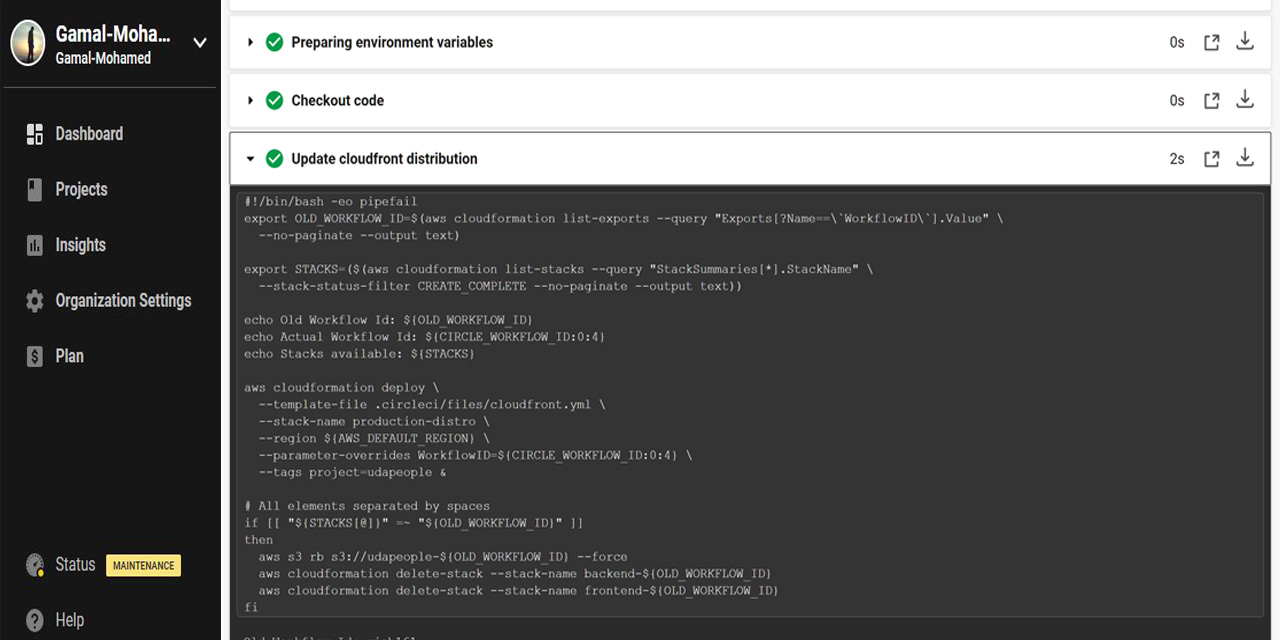 Gamal-Moha...
Gamal-Mohamed
Dashboard
Projects
Insights
Organization Settings
Plan
Status MAINTENANCE
Help
Preparing environment variables 0s
Checkout code 0s
Update cloudfront distribution 2s
#!/bin/bash -eo pipefail
export OLD_WORKFLOW_ID=$(aws cloudformation list-exports --query "Exports[?Name==\`WorkflowID\`].Value" \
  --no-paginate --output text)
export STACKS=($(aws cloudformation list-stacks --query "StackSummaries[*].StackName" \
  --stack-status-filter CREATE_COMPLETE --no-paginate --output text))
echo Old Workflow Id: ${OLD_WORKFLOW_ID}
echo Actual Workflow Id: ${CIRCLE_WORKFLOW_ID:0:4}
echo Stacks available: ${STACKS}
aws cloudformation deploy \
  --template-file .circleci/files/cloudfront.yml \
  --stack-name production-distro \
  --region ${AWS_DEFAULT_REGION} \
  --parameter-overrides WorkflowID=${CIRCLE_WORKFLOW_ID:0:4} \
  --tags project=udapeople &
# All elements separated by spaces
if [[ "${STACKS[@]}" =~ "${OLD_WORKFLOW_ID}" ]]
then
  aws s3 rb s3://udapeople-${OLD_WORKFLOW_ID} --force
  aws cloudformation delete-stack --stack-name backend-${OLD_WORKFLOW_ID}
  aws cloudformation delete-stack --stack-name frontend-${OLD_WORKFLOW_ID}
fi